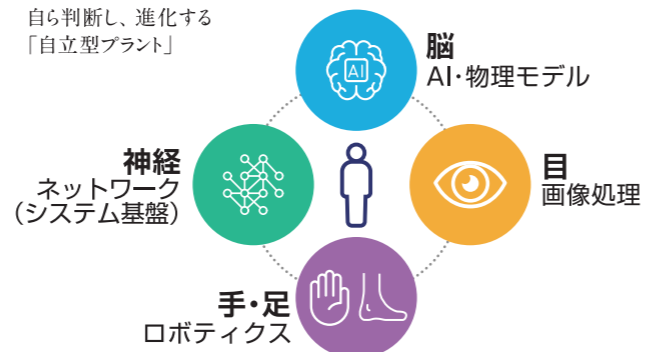 自ら判断し、進化する
「自立型プラント」
脳
AI・物理モデル
AI
神経
ネットワーク
(システム基盤)
目
画像処理
手・足
ロボティクス